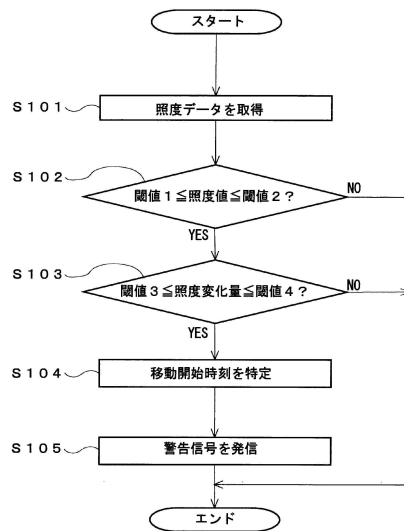 スタート
S101
照度データを取得
S102
閾値1≦照度値≦閾値2?
NO
YES
S103
閾値3≦照度変化量≦閾値4?
NO
YES
S104
移動開始時刻を特定
S105
警告信号を発信
エンド